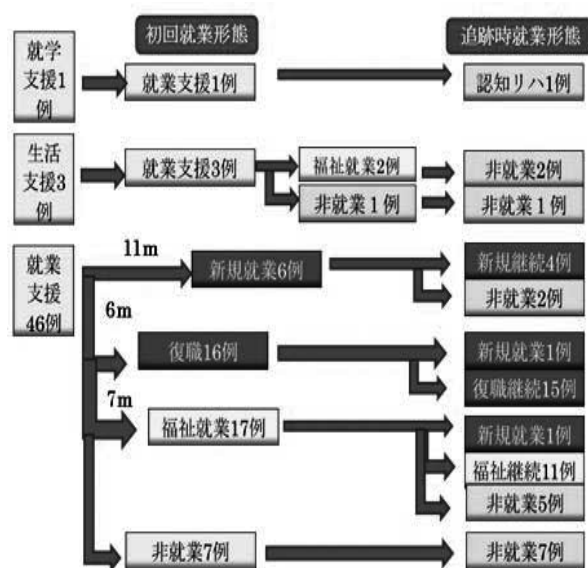 初回就業形態
追跡時就業形態
就学
支援1
例
就業支援1例
認知リハ1例
生活
支援3
例
就業支援3例
福祉就業2例
非就業2例
非就業１例
非就業１例
就業
支援
46例
11m
新規就業6例
新規継続4例
非就業2例
6m
復職16例
新規就業1例
復職継続15例
7m
福祉就業17例
新規就業1例
福祉継続11例
非就業5例
非就業7例
非就業7例